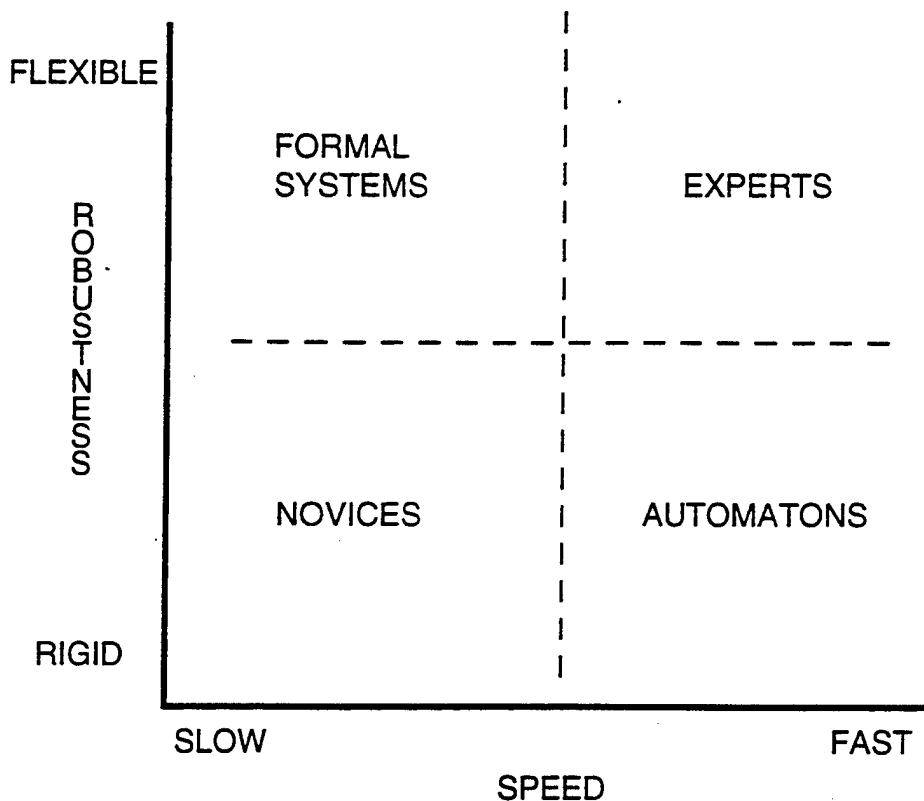 FLEXIBLE
FORMAL
SYSTEMS
EXPERTS
ROBUSTNESS
NOVICES
AUTOMATONS
RIGID
SLOW
FAST
SPEED